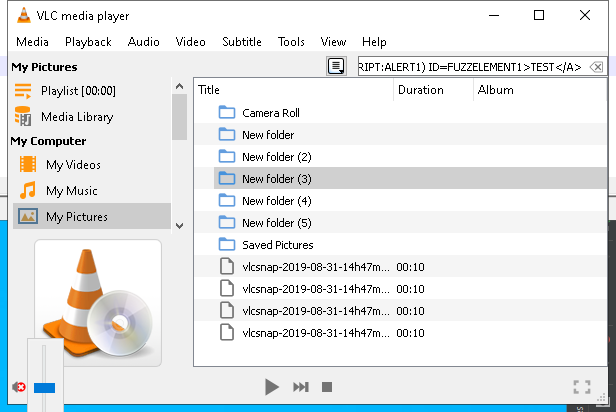 VLC media player
Media Playback Audio Video Subtitle Tools View Help
My Pictures
RIPT:ALERT1) ID=FUZZELEMENT1>TEST</A>
Playlist [00:00]
Media Library
My Computer
My Videos
My Music
My Pictures
Title Duration Album
Camera Roll
New folder
New folder (2)
New folder (3)
New folder (4)
New folder (5)
Saved Pictures
vlcsnap-2019-08-31-14h47m... 00:10
vlcsnap-2019-08-31-14h47m... 00:10
vlcsnap-2019-08-31-14h47m... 00:10
vlcsnap-2019-08-31-14h47m... 00:10